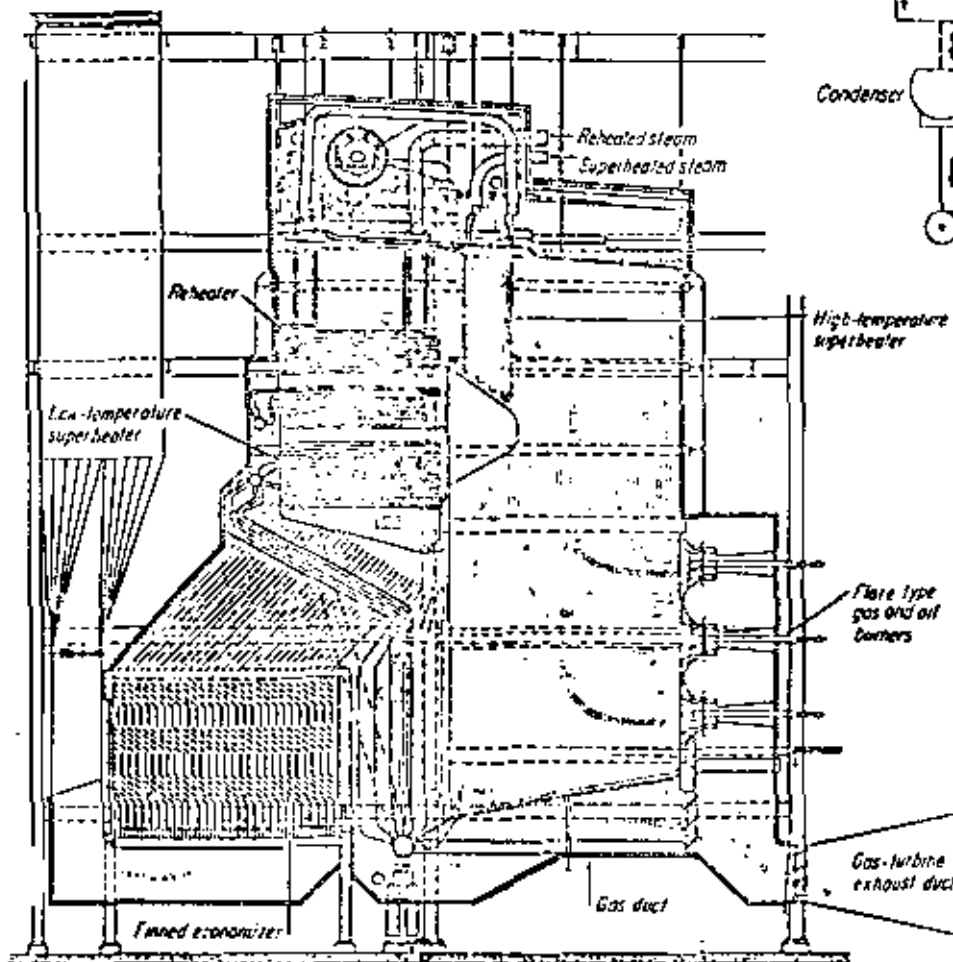 Condenser
Reheated steam
Superheated steam
Reheater
High-temperature
superheater
Low-temperature
superheater
Flare type
gas and oil
burners
Gas-turbine
exhaust duct
Gas duct
Finned economizer